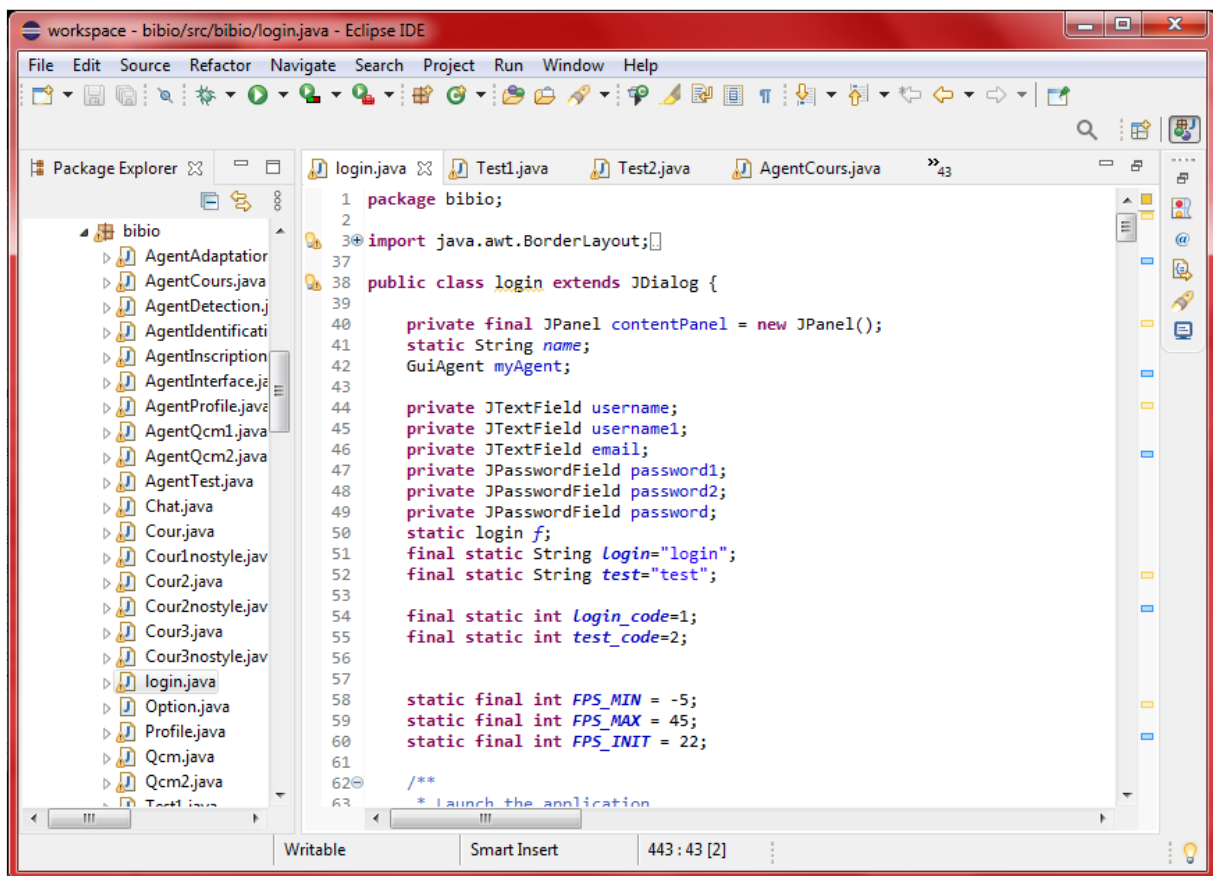 workspace - bibio/src/bibio/login.java - Eclipse IDE
File Edit Source Refactor Navigate Search Project Run Window Help
Package Explorer
login.java Test1.java Test2.java AgentCours.java »43
bibio
AgentAdaptation
AgentCours.java
AgentDetection.j
AgentIdentificati
AgentInscription
AgentInterface.ja
AgentProfile.java
AgentQcm1.java
AgentQcm2.java
AgentTest.java
Chat.java
Cour.java
Cour1nostyle.jav
Cour2.java
Cour2nostyle.jav
Cour3.java
Cour3nostyle.jav
login.java
Option.java
Profile.java
Qcm.java
Qcm2.java
Test1.java
1 package bibio;
2
3 import java.awt.BorderLayout;
37
38 public class login extends JDialog {
39
40 private final JPanel contentPanel = new JPanel();
41 static String name;
42 GuiAgent myAgent;
43
44 private JTextField username;
45 private JTextField username1;
46 private JTextField email;
47 private JPasswordField password1;
48 private JPasswordField password2;
49 private JPasswordField password;
50 static login f;
51 final static String login="login";
52 final static String test="test";
53
54 final static int login_code=1;
55 final static int test_code=2;
56
57
58 static final int FPS_MIN = -5;
59 static final int FPS_MAX = 45;
60 static final int FPS_INIT = 22;
61
62 /**
63 * Launch the application
Writable Smart Insert 443 : 43 [2]